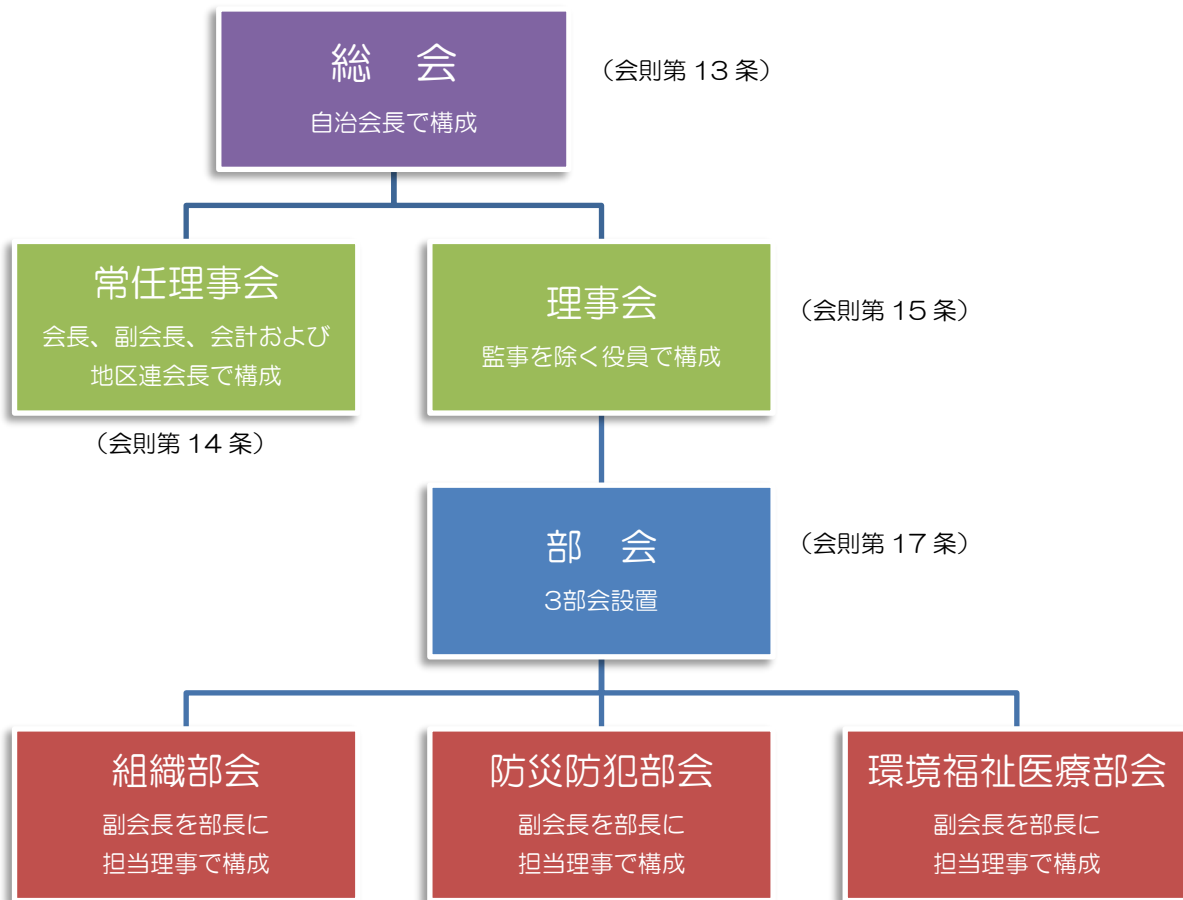 総　会
自治会長で構成
（会則第 13 条）
常任理事会
会長、副会長、会計および
地区連会長で構成
（会則第 14 条）
理事会
監事を除く役員で構成
（会則第 15 条）
部　会
3部会設置
（会則第 17 条）
組織部会
副会長を部長に
担当理事で構成
防災防犯部会
副会長を部長に
担当理事で構成
環境福祉医療部会
副会長を部長に
担当理事で構成